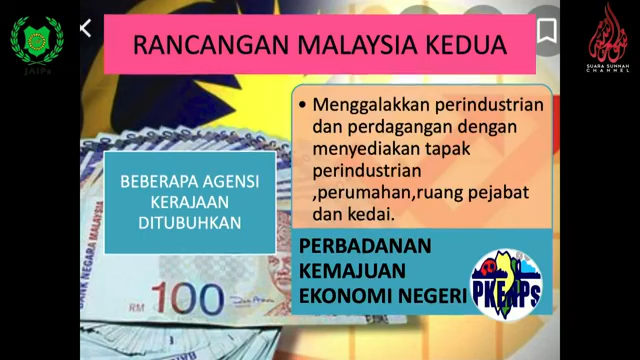 RANCANGAN MALAYSIA KEDUA
JAIPs
SUARA SUNNAH
CHANNEL
• Menggalakkan perindustrian
dan perdagangan dengan
menyediakan tapak
perindustrian
,perumahan,ruang pejabat
dan kedai.
BEBERAPA AGENSI
KERAJAAN
DITUBUHKAN
PERBADANAN
KEMAJUAN
EKONOMI NEGERI
PKENPs
BANK NEGARA MALAYSIA
RM 100